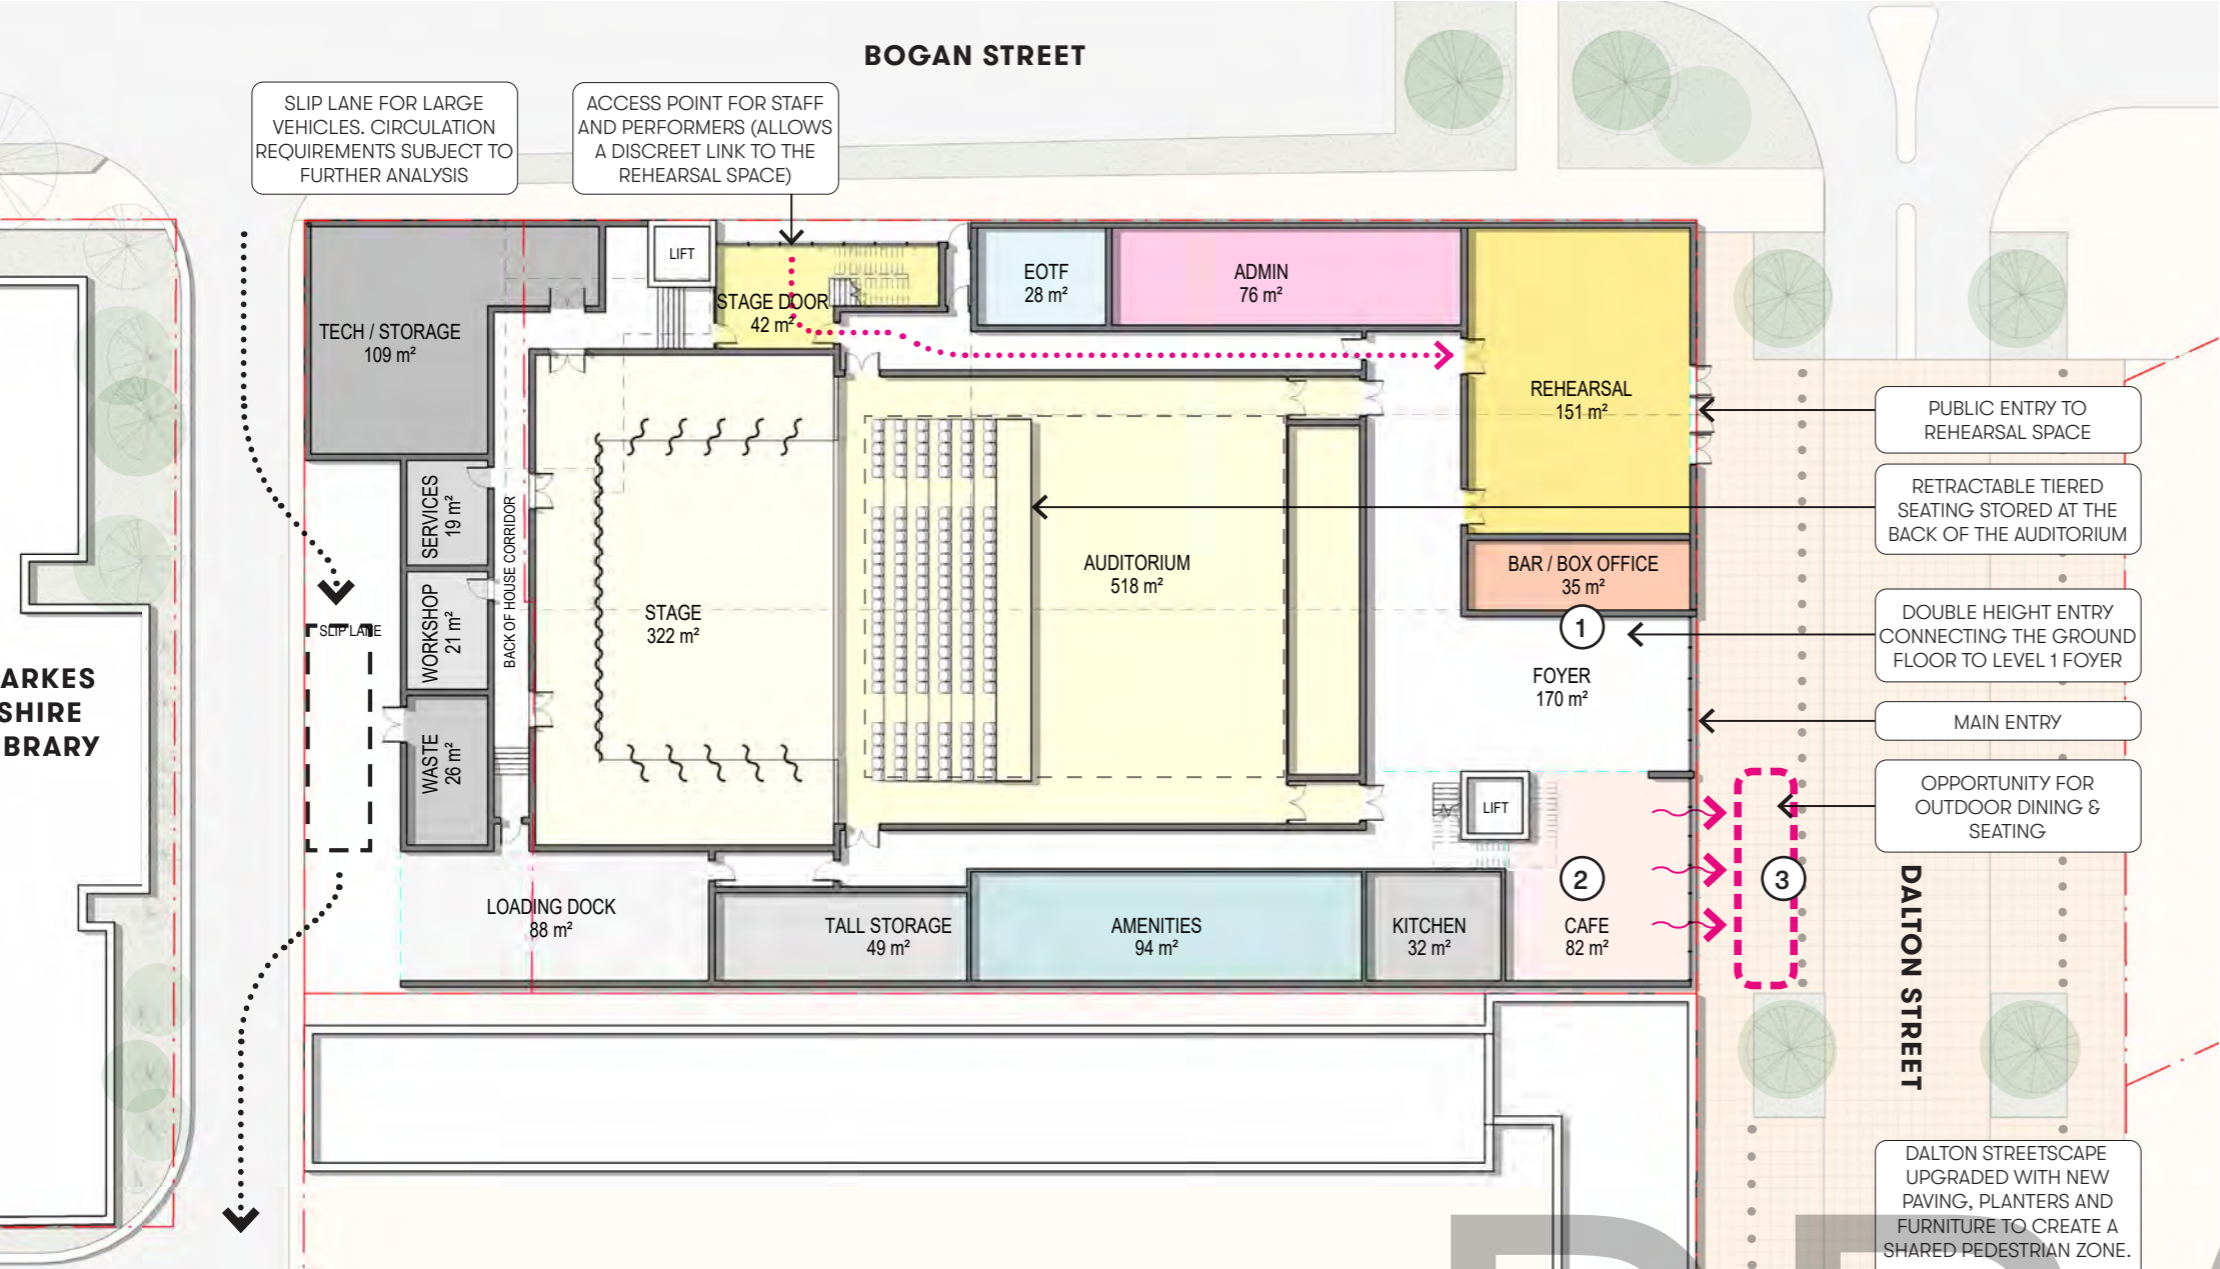 BOGAN STREET
SLIP LANE FOR LARGE
VEHICLES. CIRCULATION
REQUIREMENTS SUBJECT TO
FURTHER ANALYSIS
ACCESS POINT FOR STAFF
AND PERFORMERS (ALLOWS
A DISCREET LINK TO THE
REHEARSAL SPACE)
LIFT
STAGE DOOR
42 m²
EOTF
28 m²
ADMIN
76 m²
TECH / STORAGE
109 m²
REHEARSAL
151 m²
PUBLIC ENTRY TO
REHEARSAL SPACE
RETRACTABLE TIERED
SEATING STORED AT THE
BACK OF THE AUDITORIUM
SERVICES
19 m²
BACK OF HOUSE CORRIDOR
AUDITORIUM
518 m²
BAR / BOX OFFICE
35 m²
1
DOUBLE HEIGHT ENTRY
CONNECTING THE GROUND
FLOOR TO LEVEL 1 FOYER
SLIP LANE
WORKSHOP
21 m²
STAGE
322 m²
FOYER
170 m²
ARKES
SHIRE
IBRARY
MAIN ENTRY
WASTE
26 m²
OPPORTUNITY FOR
OUTDOOR DINING &
SEATING
LIFT
2
3
LOADING DOCK
88 m²
TALL STORAGE
49 m²
AMENITIES
94 m²
KITCHEN
32 m²
CAFE
82 m²
DALTON STREET
DALTON STREETSCAPE
UPGRADED WITH NEW
PAVING, PLANTERS AND
FURNITURE TO CREATE A
SHARED PEDESTRIAN ZONE.